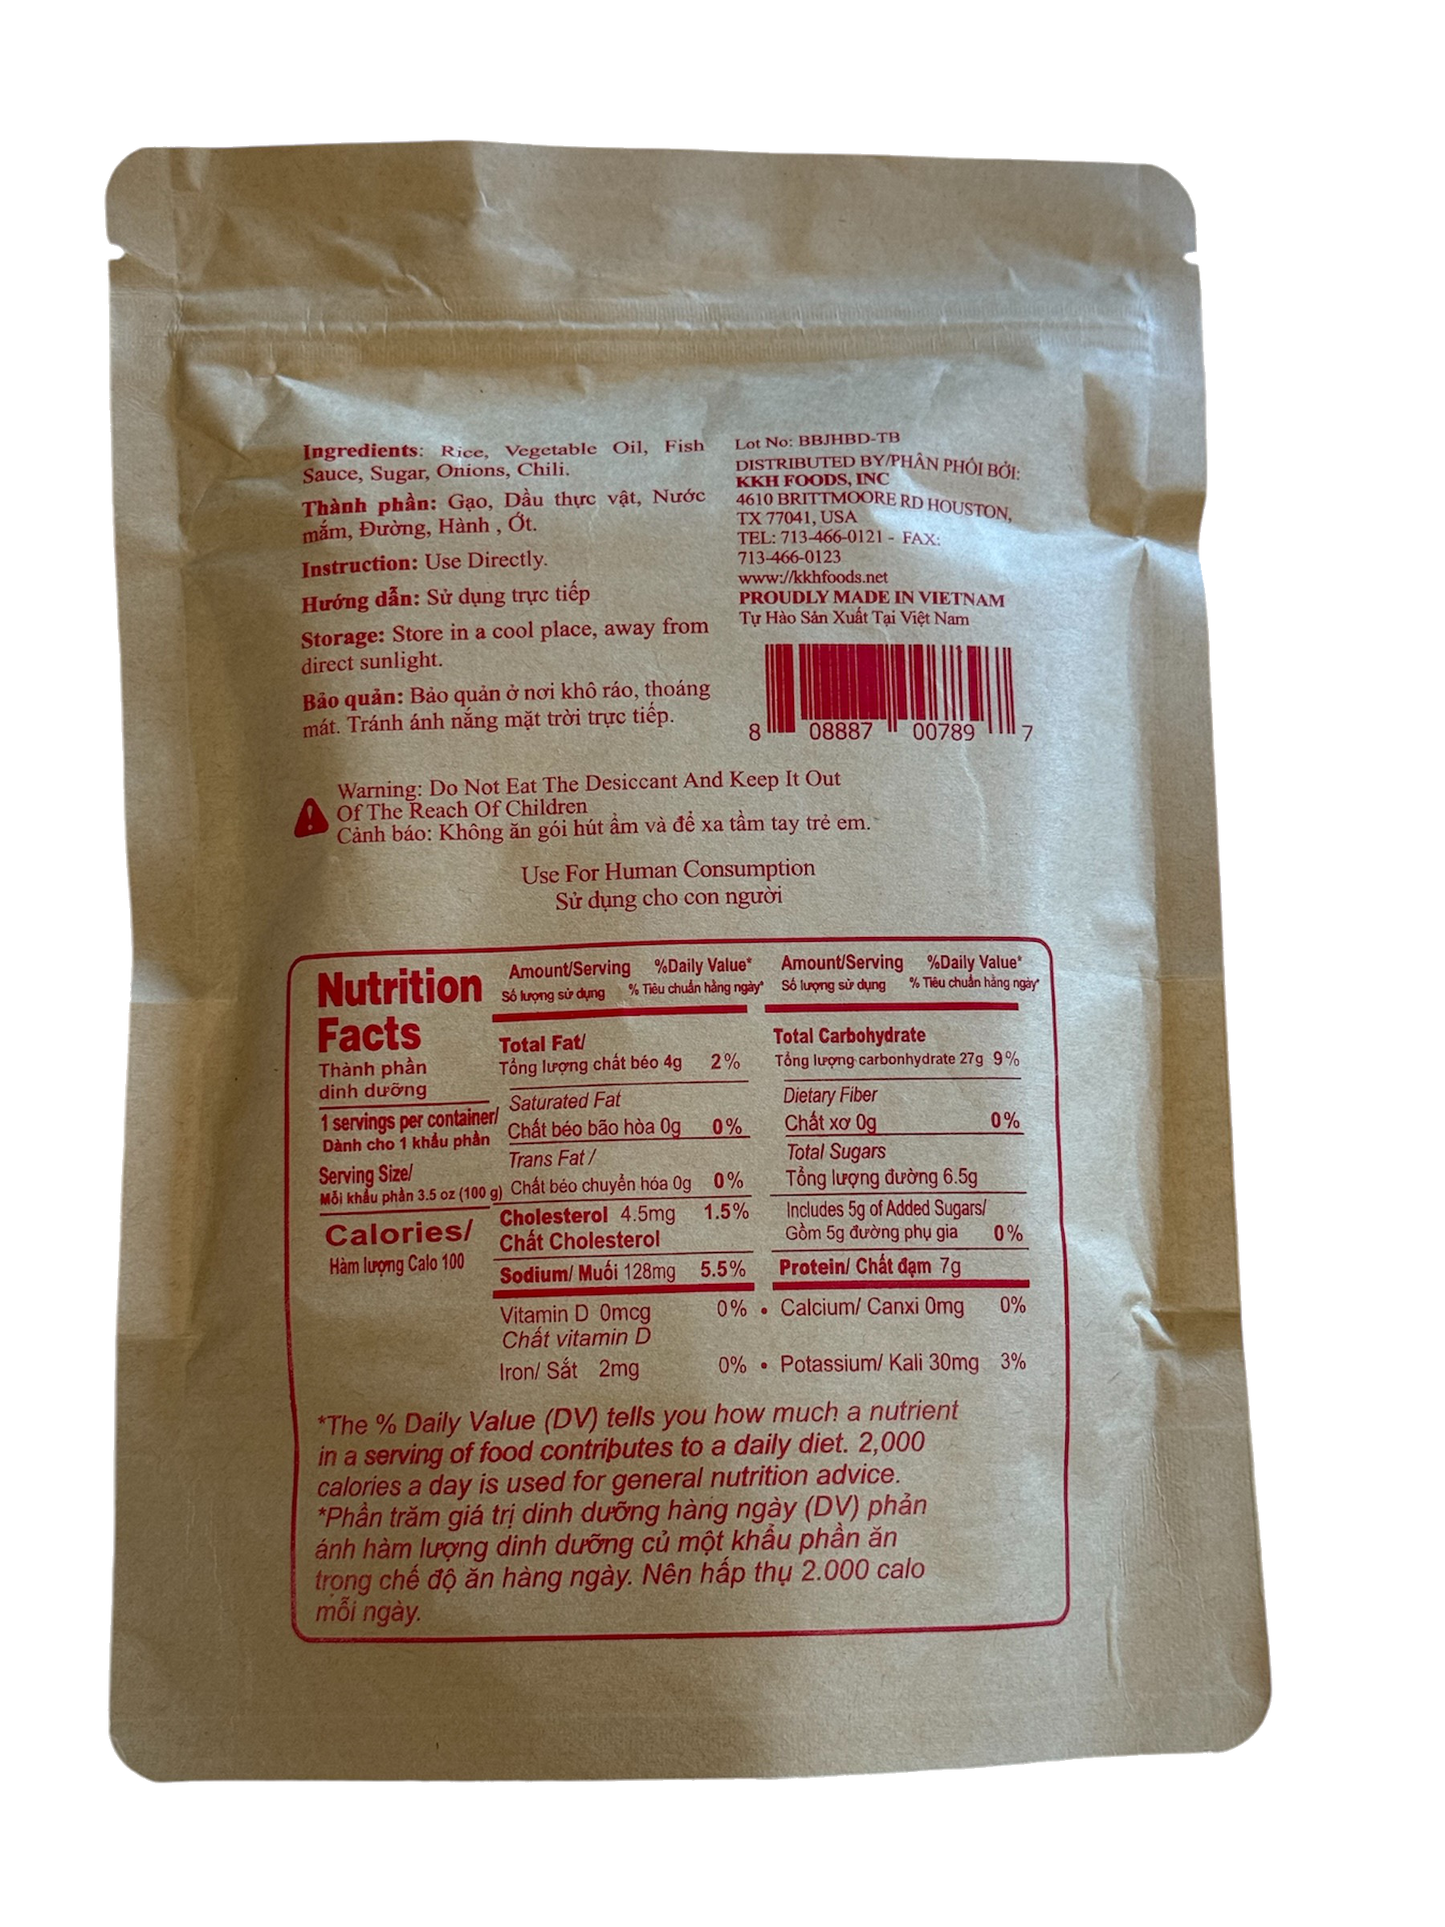 Ingredients: Rice, Vegetable Oil, Fish
Sauce, Sugar, Onions, Chili.
Thành phần: Gạo, Dầu thực vật, Nước
mắm, Đường, Hành , Ớt.
Instruction: Use Directly.
Hướng dẫn: Sử dụng trực tiếp
Storage: Store in a cool place, away from
direct sunlight.
Bảo quản: Bảo quản ở nơi khô ráo, thoáng
mát. Tránh ánh nắng mặt trời trực tiếp.
Lot No: BBJHBD-TB
DISTRIBUTED BY/PHÂN PHỐI BỞI:
KKH FOODS, INC
4610 BRITTMOORE RD HOUSTON,
TX 77041, USA
TEL: 713-466-0121 - FAX:
713-466-0123
www://kkhfoods.net
PROUDLY MADE IN VIETNAM
Tự Hào Sản Xuất Tại Việt Nam
8 08887 00789 7
Warning: Do Not Eat The Desiccant And Keep It Out
Of The Reach Of Children
Cảnh báo: Không ăn gói hút ẩm và để xa tầm tay trẻ em.
Use For Human Consumption
Sử dụng cho con người
Nutrition
Facts
Thành phần
dinh dưỡng
1 servings per container/
Dành cho 1 khẩu phần
Serving Size/
Mỗi khẩu phần 3.5 oz (100 g)
Calories/
Hàm lượng Calo 100
Amount/Serving %Daily Value*
Số lượng sử dụng % Tiêu chuẩn hằng ngày*
Total Fat/
Tổng lượng chất béo 4g 2%
Saturated Fat
Chất béo bão hòa 0g 0%
Trans Fat /
Chất béo chuyển hóa 0g 0%
Cholesterol 4.5mg 1.5%
Chất Cholesterol
Sodium/ Muối 128mg 5.5%
Amount/Serving %Daily Value*
Số lượng sử dụng % Tiêu chuẩn hằng ngày*
Total Carbohydrate
Tổng lượng carbonhydrate 27g 9%
Dietary Fiber
Chất xơ 0g 0%
Total Sugars
Tổng lượng đường 6.5g
Includes 5g of Added Sugars/
Gồm 5g đường phụ gia 0%
Protein/ Chất đạm 7g
Vitamin D 0mcg 0% • Calcium/ Canxi 0mg 0%
Chất vitamin D
Iron/ Sắt 2mg 0% • Potassium/ Kali 30mg 3%
*The % Daily Value (DV) tells you how much a nutrient
in a serving of food contributes to a daily diet. 2,000
calories a day is used for general nutrition advice.
*Phần trăm giá trị dinh dưỡng hàng ngày (DV) phản
ánh hàm lượng dinh dưỡng củ một khẩu phần ăn
trong chế độ ăn hàng ngày. Nên hấp thụ 2.000 calo
mỗi ngày.